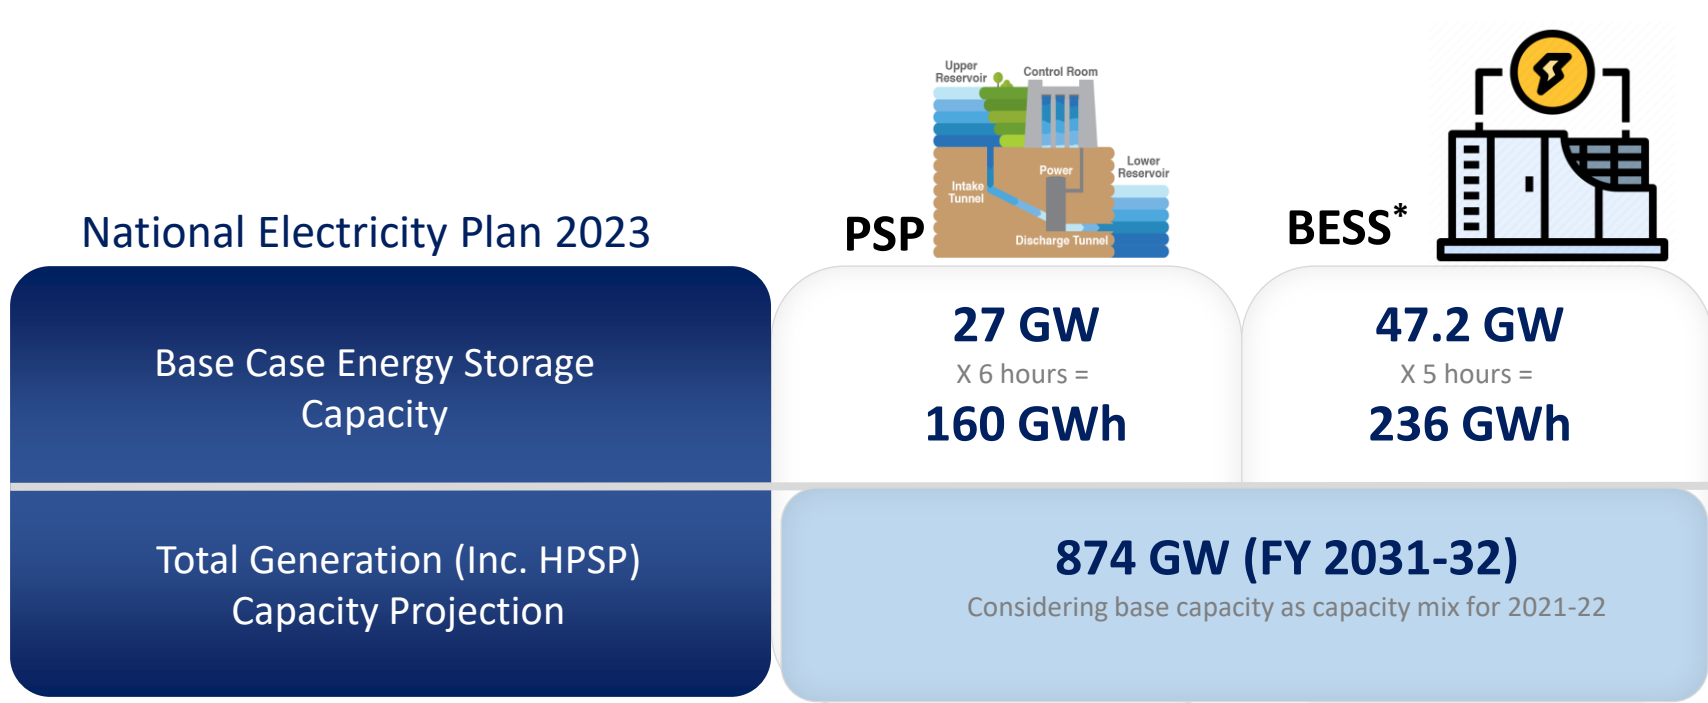 Upper
Reservoir
Control Room
Lower
Reservoir
Power
Intake
Tunnel
Discharge Tunnel
National Electricity Plan 2023
PSP
BESS*
Base Case Energy Storage
Capacity
27 GW
X 6 hours =
160 GWh
47.2 GW
X 5 hours =
236 GWh
Total Generation (Inc. HPSP)
Capacity Projection
874 GW (FY 2031-32)
Considering base capacity as capacity mix for 2021-22